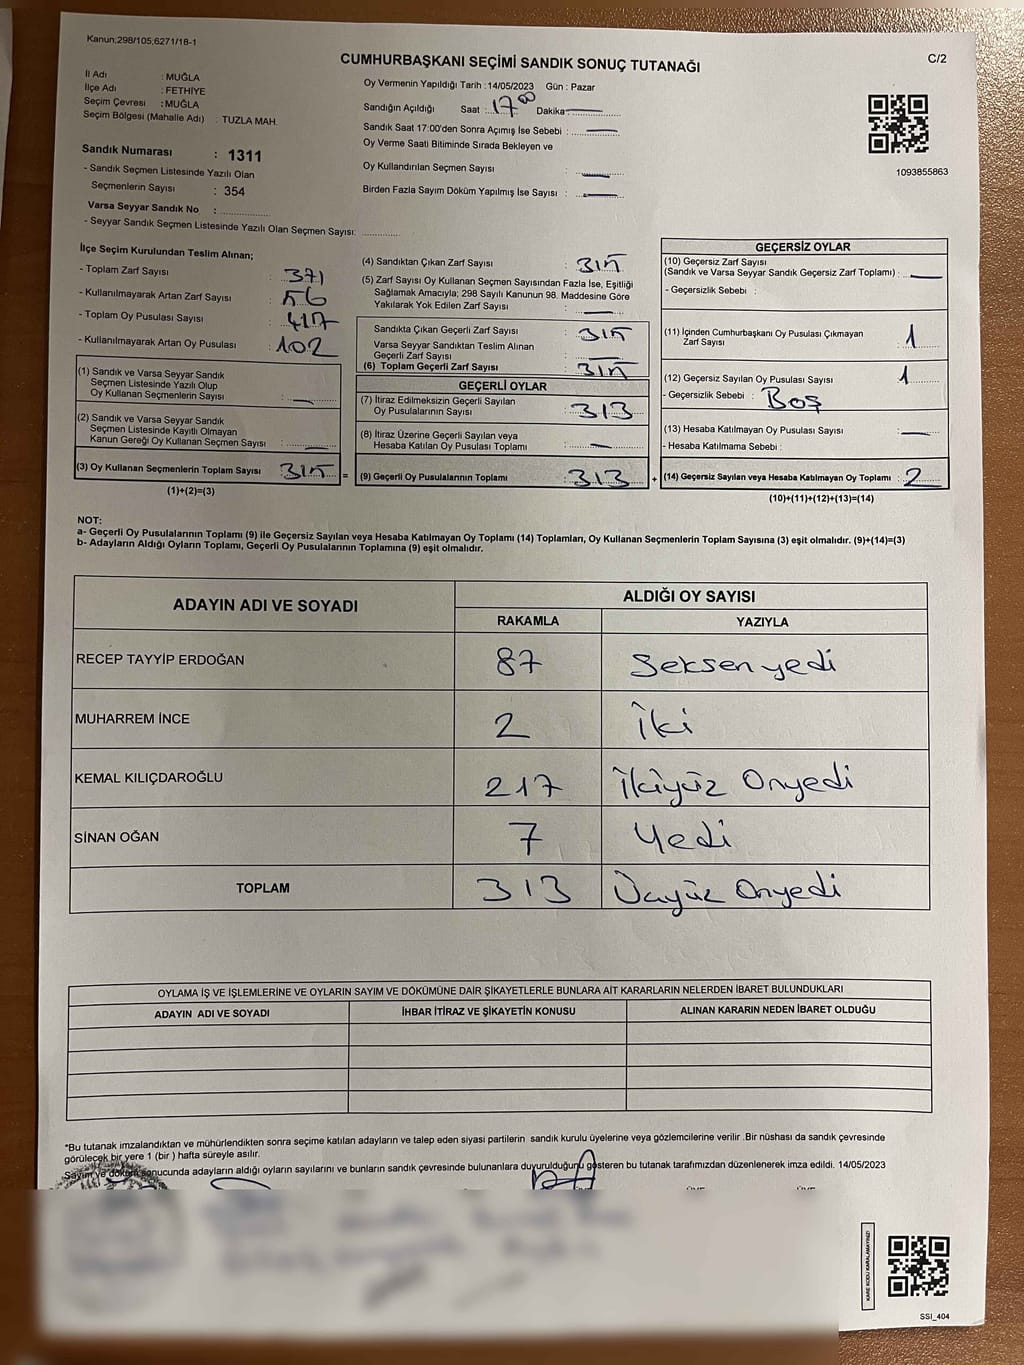 Kanun;298/105;6271/18-1
C/2
CUMHURBAŞKANI SEÇİMİ SANDIK SONUÇ TUTANAĞI
İl Adı : MUĞLA
İlçe Adı : FETHİYE
Seçim Çevresi : MUĞLA
Seçim Bölgesi (Mahalle Adı) : TUZLA MAH.
Sandık Numarası : 1311
- Sandık Seçmen Listesinde Yazılı Olan
Seçmenlerin Sayısı : 354
Varsa Seyyar Sandık No :
- Seyyar Sandık Seçmen Listesinde Yazılı Olan Seçmen Sayısı:
Oy Vermenin Yapıldığı Tarih : 14/05/2023 Gün : Pazar
Sandığın Açıldığı Saat : 17 00 Dakika
Sandık Saat 17:00'den Sonra Açımış İse Sebebi : —
Oy Verme Saati Bitiminde Sırada Bekleyen ve
Oy Kullandırılan Seçmen Sayısı : —
Birden Fazla Sayım Döküm Yapılmış İse Sayısı : —
1093855863
İlçe Seçim Kurulundan Teslim Alınan;
- Toplam Zarf Sayısı : 371
- Kullanılmayarak Artan Zarf Sayısı : 56
- Toplam Oy Pusulası Sayısı : 417
- Kullanılmayarak Artan Oy Pusulası : 102
(1) Sandık ve Varsa Seyyar Sandık
Seçmen Listesinde Yazılı Olup
Oy Kullanan Seçmenlerin Sayısı : —
(2) Sandık ve Varsa Seyyar Sandık
Seçmen Listesinde Kayıtlı Olmayan
Kanun Gereği Oy Kullanan Seçmen Sayısı : —
(3) Oy Kullanan Seçmenlerin Toplam Sayısı : 315 =
(1)+(2)=(3)
(4) Sandıktan Çıkan Zarf Sayısı : 315
(5) Zarf Sayısı Oy Kullanan Seçmen Sayısından Fazla İse, Eşitliği
Sağlamak Amacıyla; 298 Sayılı Kanunun 98. Maddesine Göre
Yakılarak Yok Edilen Zarf Sayısı : —
Sandıkta Çıkan Geçerli Zarf Sayısı : 315
Varsa Seyyar Sandıktan Teslim Alınan
Geçerli Zarf Sayısı : —
(6) Toplam Geçerli Zarf Sayısı : 315
GEÇERLİ OYLAR
(7) İtiraz Edilmeksizin Geçerli Sayılan
Oy Pusulalarının Sayısı : 313
(8) İtiraz Üzerine Geçerli Sayılan veya
Hesaba Katılan Oy Pusulası Toplamı : —
(9) Geçerli Oy Pusulalarının Toplamı : 313 +
GEÇERSİZ OYLAR
(10) Geçersiz Zarf Sayısı
(Sandık ve Varsa Seyyar Sandık Geçersiz Zarf Toplamı) : —
- Geçersizlik Sebebi :
(11) İçinden Cumhurbaşkanı Oy Pusulası Çıkmayan
Zarf Sayısı : 1
(12) Geçersiz Sayılan Oy Pusulası Sayısı : 1
- Geçersizlik Sebebi : Boş
(13) Hesaba Katılmayan Oy Pusulası Sayısı : —
- Hesaba Katılmama Sebebi :
(14) Geçersiz Sayılan veya Hesaba Katılmayan Oy Toplamı : 2
(10)+(11)+(12)+(13)=(14)
NOT:
a- Geçerli Oy Pusulalarının Toplamı (9) ile Geçersiz Sayılan veya Hesaba Katılmayan Oy Toplamı (14) Toplamları, Oy Kullanan Seçmenlerin Toplam Sayısına (3) eşit olmalıdır. (9)+(14)=(3)
b- Adayların Aldığı Oyların Toplamı, Geçerli Oy Pusulalarının Toplamına (9) eşit olmalıdır.
ADAYIN ADI VE SOYADI
ALDIĞI OY SAYISI
RAKAMLA YAZIYLA
RECEP TAYYİP ERDOĞAN 87 Seksen yedi
MUHARREM İNCE 2 İki
KEMAL KILIÇDAROĞLU 217 İkiyüz Onyedi
SİNAN OĞAN 7 Yedi
TOPLAM 313 Üçyüz Onyedi
OYLAMA İŞ VE İŞLEMLERİNE VE OYLARIN SAYIM VE DÖKÜMÜNE DAİR ŞİKAYETLERLE BUNLARA AİT KARARLARIN NELERDEN İBARET BULUNDUKLARI
ADAYIN ADI VE SOYADI İHBAR İTİRAZ VE ŞİKAYETİN KONUSU ALINAN KARARIN NEDEN İBARET OLDUĞU
*Bu tutanak imzalandıktan ve mühürlendikten sonra seçime katılan adayların ve talep eden siyasi partilerin sandık kurulu üyelerine veya gözlemcilerine verilir .Bir nüshası da sandık çevresinde
görülecek bir yere 1 (bir ) hafta süreyle asılır.
Sayım ve döküm sonucunda adayların aldığı oyların sayılarını ve bunların sandık çevresinde bulunanlara duyurulduğunu gösteren bu tutanak tarafımızdan düzenlenerek imza edildi. 14/05/2023
KARE KODU KARALAMAYINIZ!
SSI_404